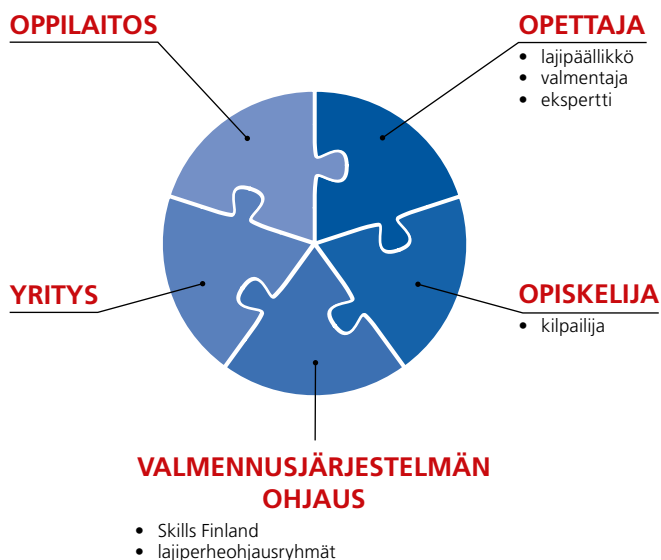 OPPILAITOS
OPETTAJA
• lajipäällikkö
• valmentaja
• ekspertti
YRITYS
OPISKELIJA
• kilpailija
VALMENNUSJÄRJESTELMÄN
OHJAUS
• Skills Finland
• lajiperheohjausryhmät